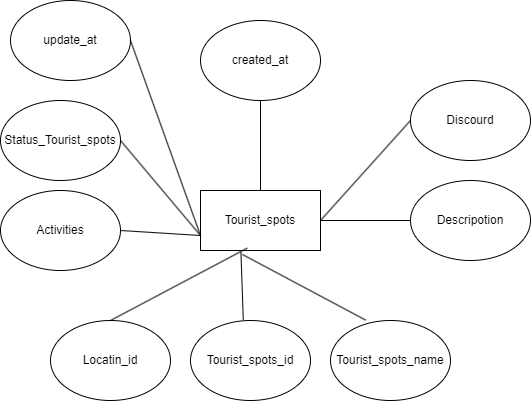 update_at
created_at
Discourd
Status_Tourist_spots
Activities
Tourist_spots
Descripotion
Locatin_id
Tourist_spots_id
Tourist_spots_name